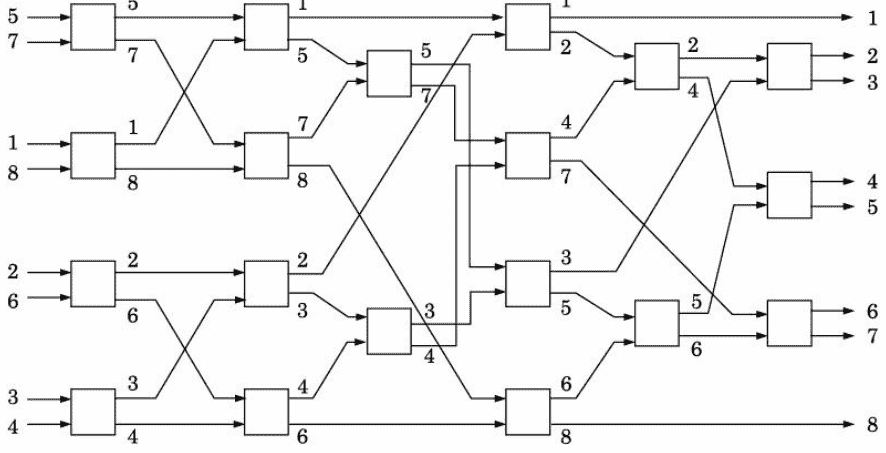 5 5 1 1 1
7 7 5 5 2 2 2
7 4 3
1 1 7 4
8 8 8 7 4
5
2 2 2 3
6 6 3 3 5 5 6
4 6 7
3 3 4 6
4 4 6 8 8